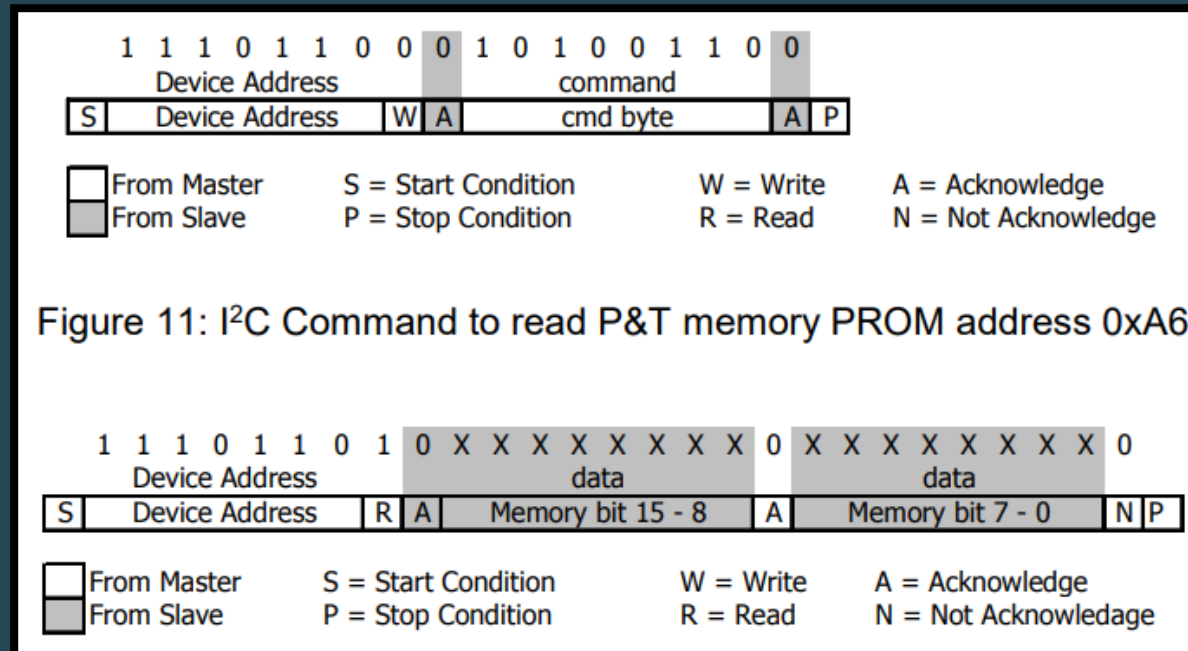 1 1 1 0 1 1 0 0 0 1 0 1 0 0 1 1 0 0
Device Address command
S Device Address W A cmd byte A P
From Master S = Start Condition W = Write A = Acknowledge
From Slave P = Stop Condition R = Read N = Not Acknowledge
Figure 11: I²C Command to read P&T memory PROM address 0xA6
1 1 1 0 1 1 0 1 0 X X X X X X X X 0 X X X X X X X X 0
Device Address data data
S Device Address R A Memory bit 15 - 8 A Memory bit 7 - 0 N P
From Master S = Start Condition W = Write A = Acknowledge
From Slave P = Stop Condition R = Read N = Not Acknowledage